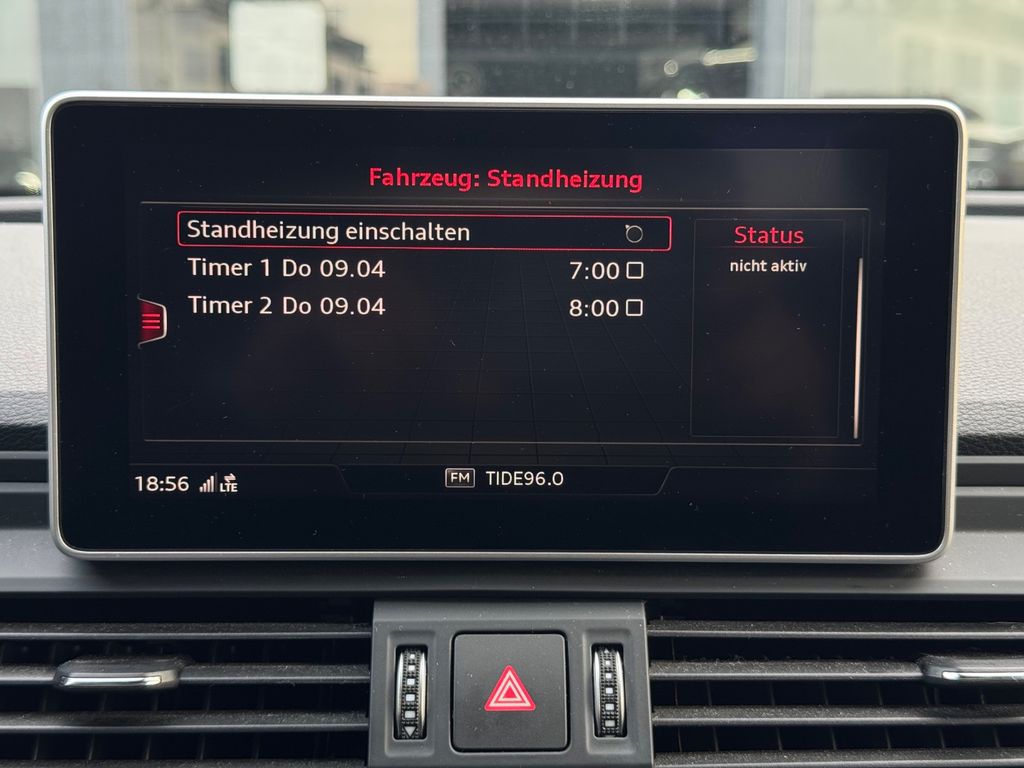 Fahrzeug: Standheizung
Standheizung einschalten
Timer 1 Do 09.04 7:00
Timer 2 Do 09.04 8:00
Status
nicht aktiv
18:56 LTE
FM TIDE96.0